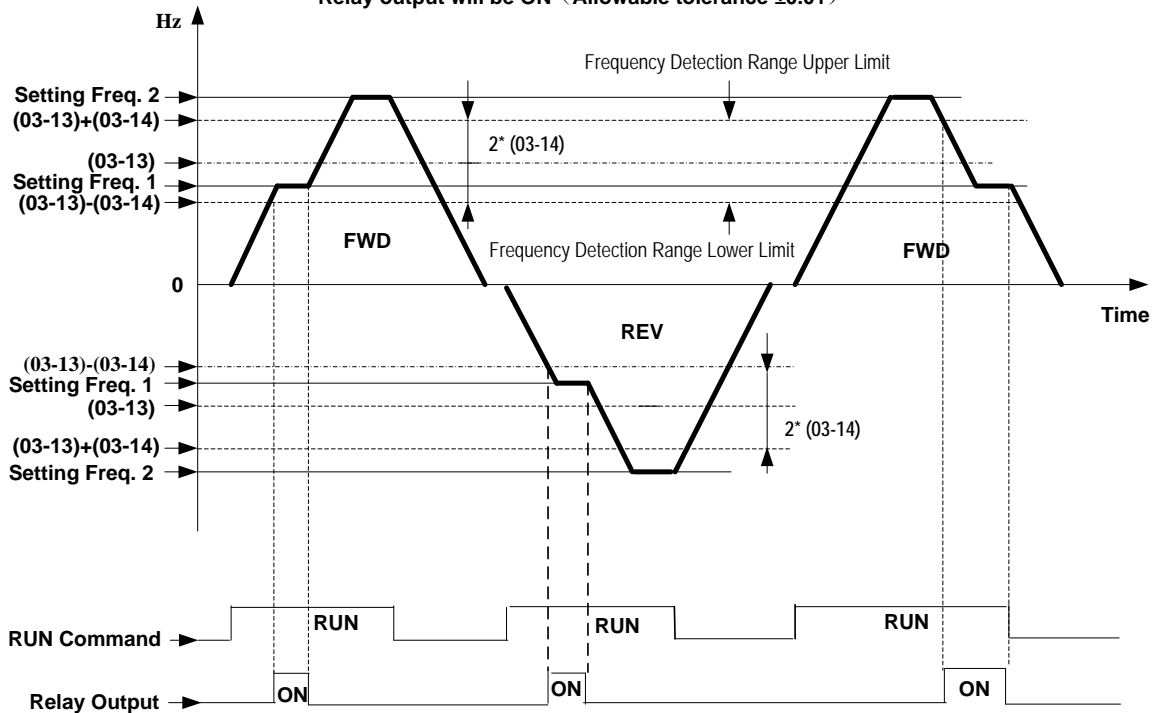 Relay output will be ON (Allowable tolerance ±0.01)
Hz
Frequency Detection Range Upper Limit
Setting Freq. 2
(03-13)+(03-14)
2* (03-14)
(03-13)
Setting Freq. 1
(03-13)-(03-14)
FWD
Frequency Detection Range Lower Limit
FWD
0
Time
REV
(03-13)-(03-14)
Setting Freq. 1
(03-13)
2* (03-14)
(03-13)+(03-14)
Setting Freq. 2
RUN
RUN
RUN
RUN Command
ON
ON
ON
Relay Output